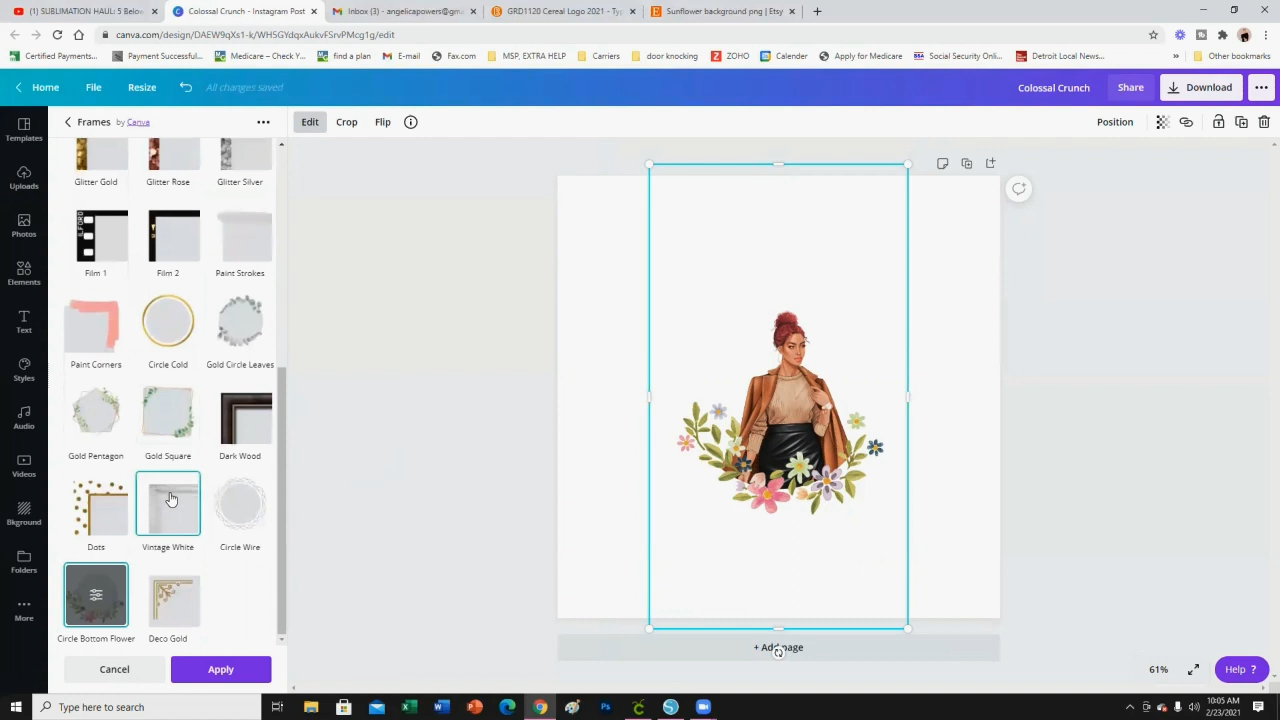 (1) SUBLIMATION HAUL: 5 Below
Colossal Crunch - Instagram Post
Inbox (3) - angelicapowers@gm
GRD1120 Cereal Logo 2021 - Ty
Sunflower background png | Etsy
canva.com/design/DAEW9qXs1-k/WH5GYdqxAukvFSrvPMcg1g/edit
Certified Payments...
Payment Successful...
Medicare – Check Y...
find a plan
E-mail
Fax.com
MSP, EXTRA HELP
Carriers
door knocking
ZOHO
Calender
Apply for Medicare
Social Security Onli...
Detroit Local News...
»
Other bookmarks
Home
File
Resize
All changes saved
Colossal Crunch
Share
Download
Frames by Canva
Edit
Crop
Flip
Position
Templates
Uploads
Photos
Elements
Text
Styles
Audio
Videos
Bkground
Folders
More
Glitter Gold
Glitter Rose
Glitter Silver
Film 1
Film 2
Paint Strokes
Paint Corners
Circle Cold
Gold Circle Leaves
Gold Pentagon
Gold Square
Dark Wood
Dots
Vintage White
Circle Wire
Circle Bottom Flower
Deco Gold
Cancel
Apply
+ Add page
61%
Help ?
Type here to search
10:05 AM
2/23/2021